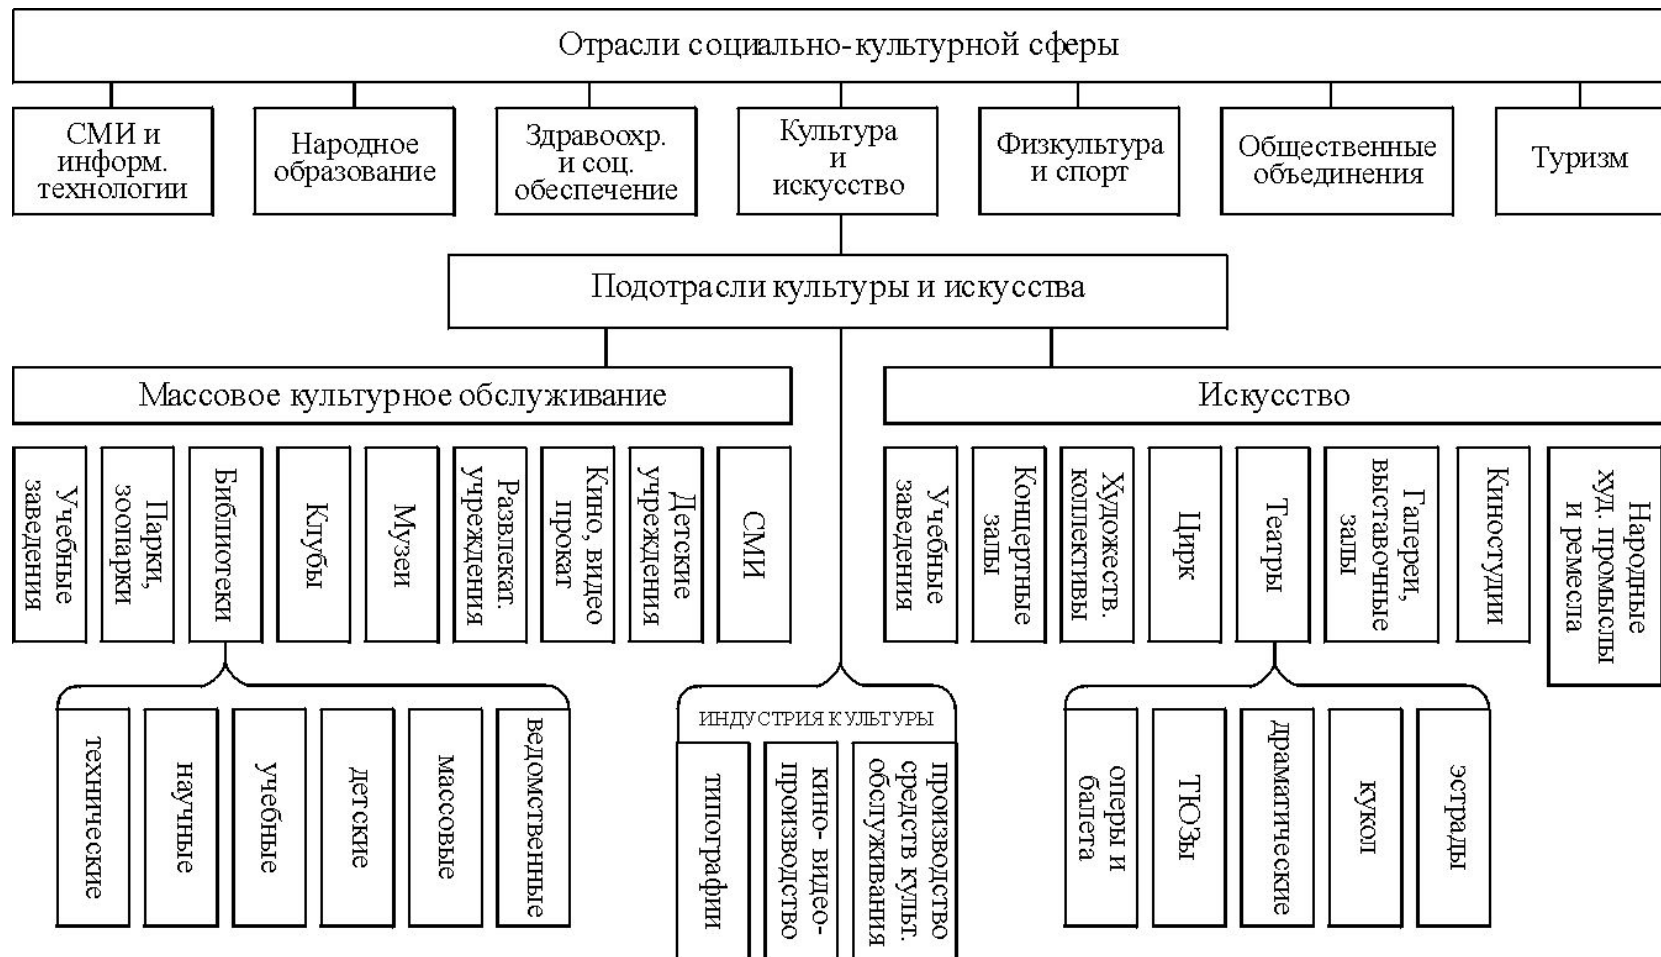 Отрасли социально-культурной сферы
СМИ и
информ.
технологии
Народное
образование
Здравоохр.
и соц.
обеспечение
Культура
и
искусство
Физкультура
и спорт
Общественные
объединения
Туризм
Подотрасли культуры и искусства
Массовое культурное обслуживание
Искусство
Учебные
заведения
Парки,
зоопарки
Библиотеки
Клубы
Музеи
Развлекат.
учреждения
Кино, видео
прокат
Детские
учреждения
СМИ
Учебные
заведения
Концертные
залы
Художеств.
коллективы
Цирк
Театры
Галереи,
выставочные
залы
Киностудии
Народные
худ. промыслы
и ремесла
технические
научные
учебные
детские
массовые
ведомственные
ИНДУСТРИЯ КУЛЬТУРЫ
типографии
кино- видео-
производство
производство
средств культ.
обслуживания
оперы и
балета
ТЮЗы
драматические
кукол
эстрады